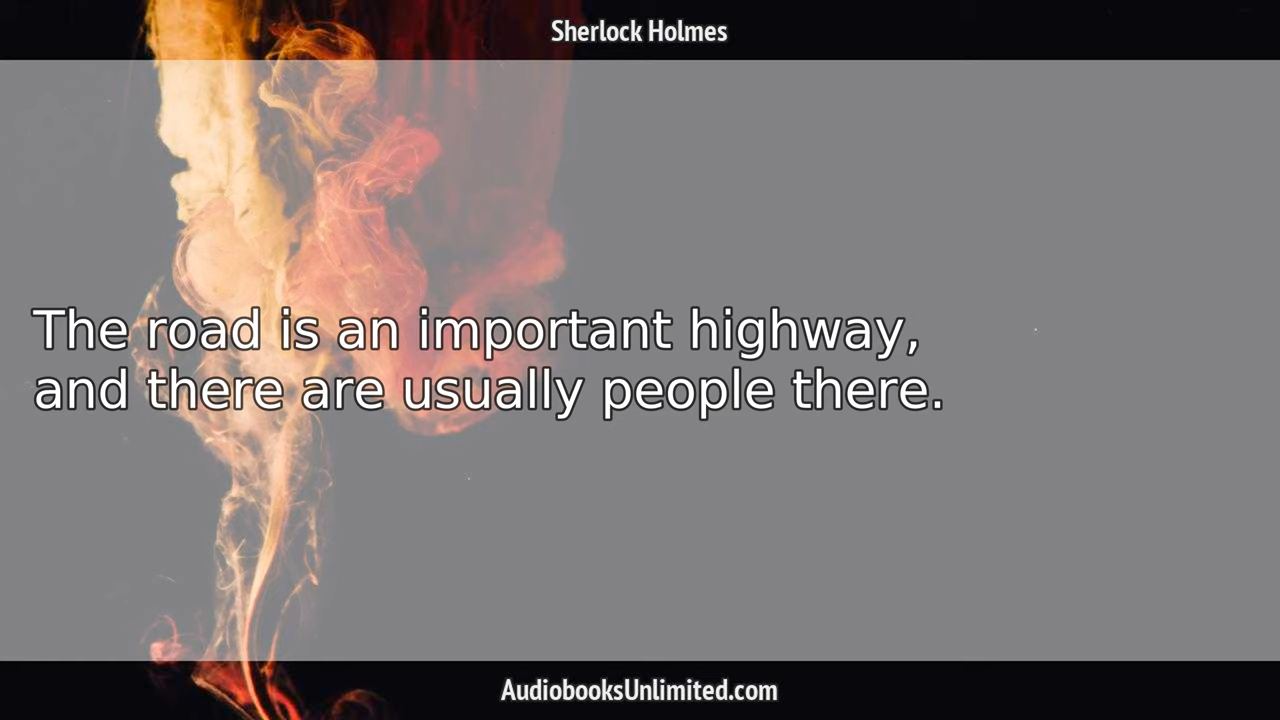 Sherlock Holmes
The road is an important highway,
and there are usually people there.
AudiobooksUnlimited.com